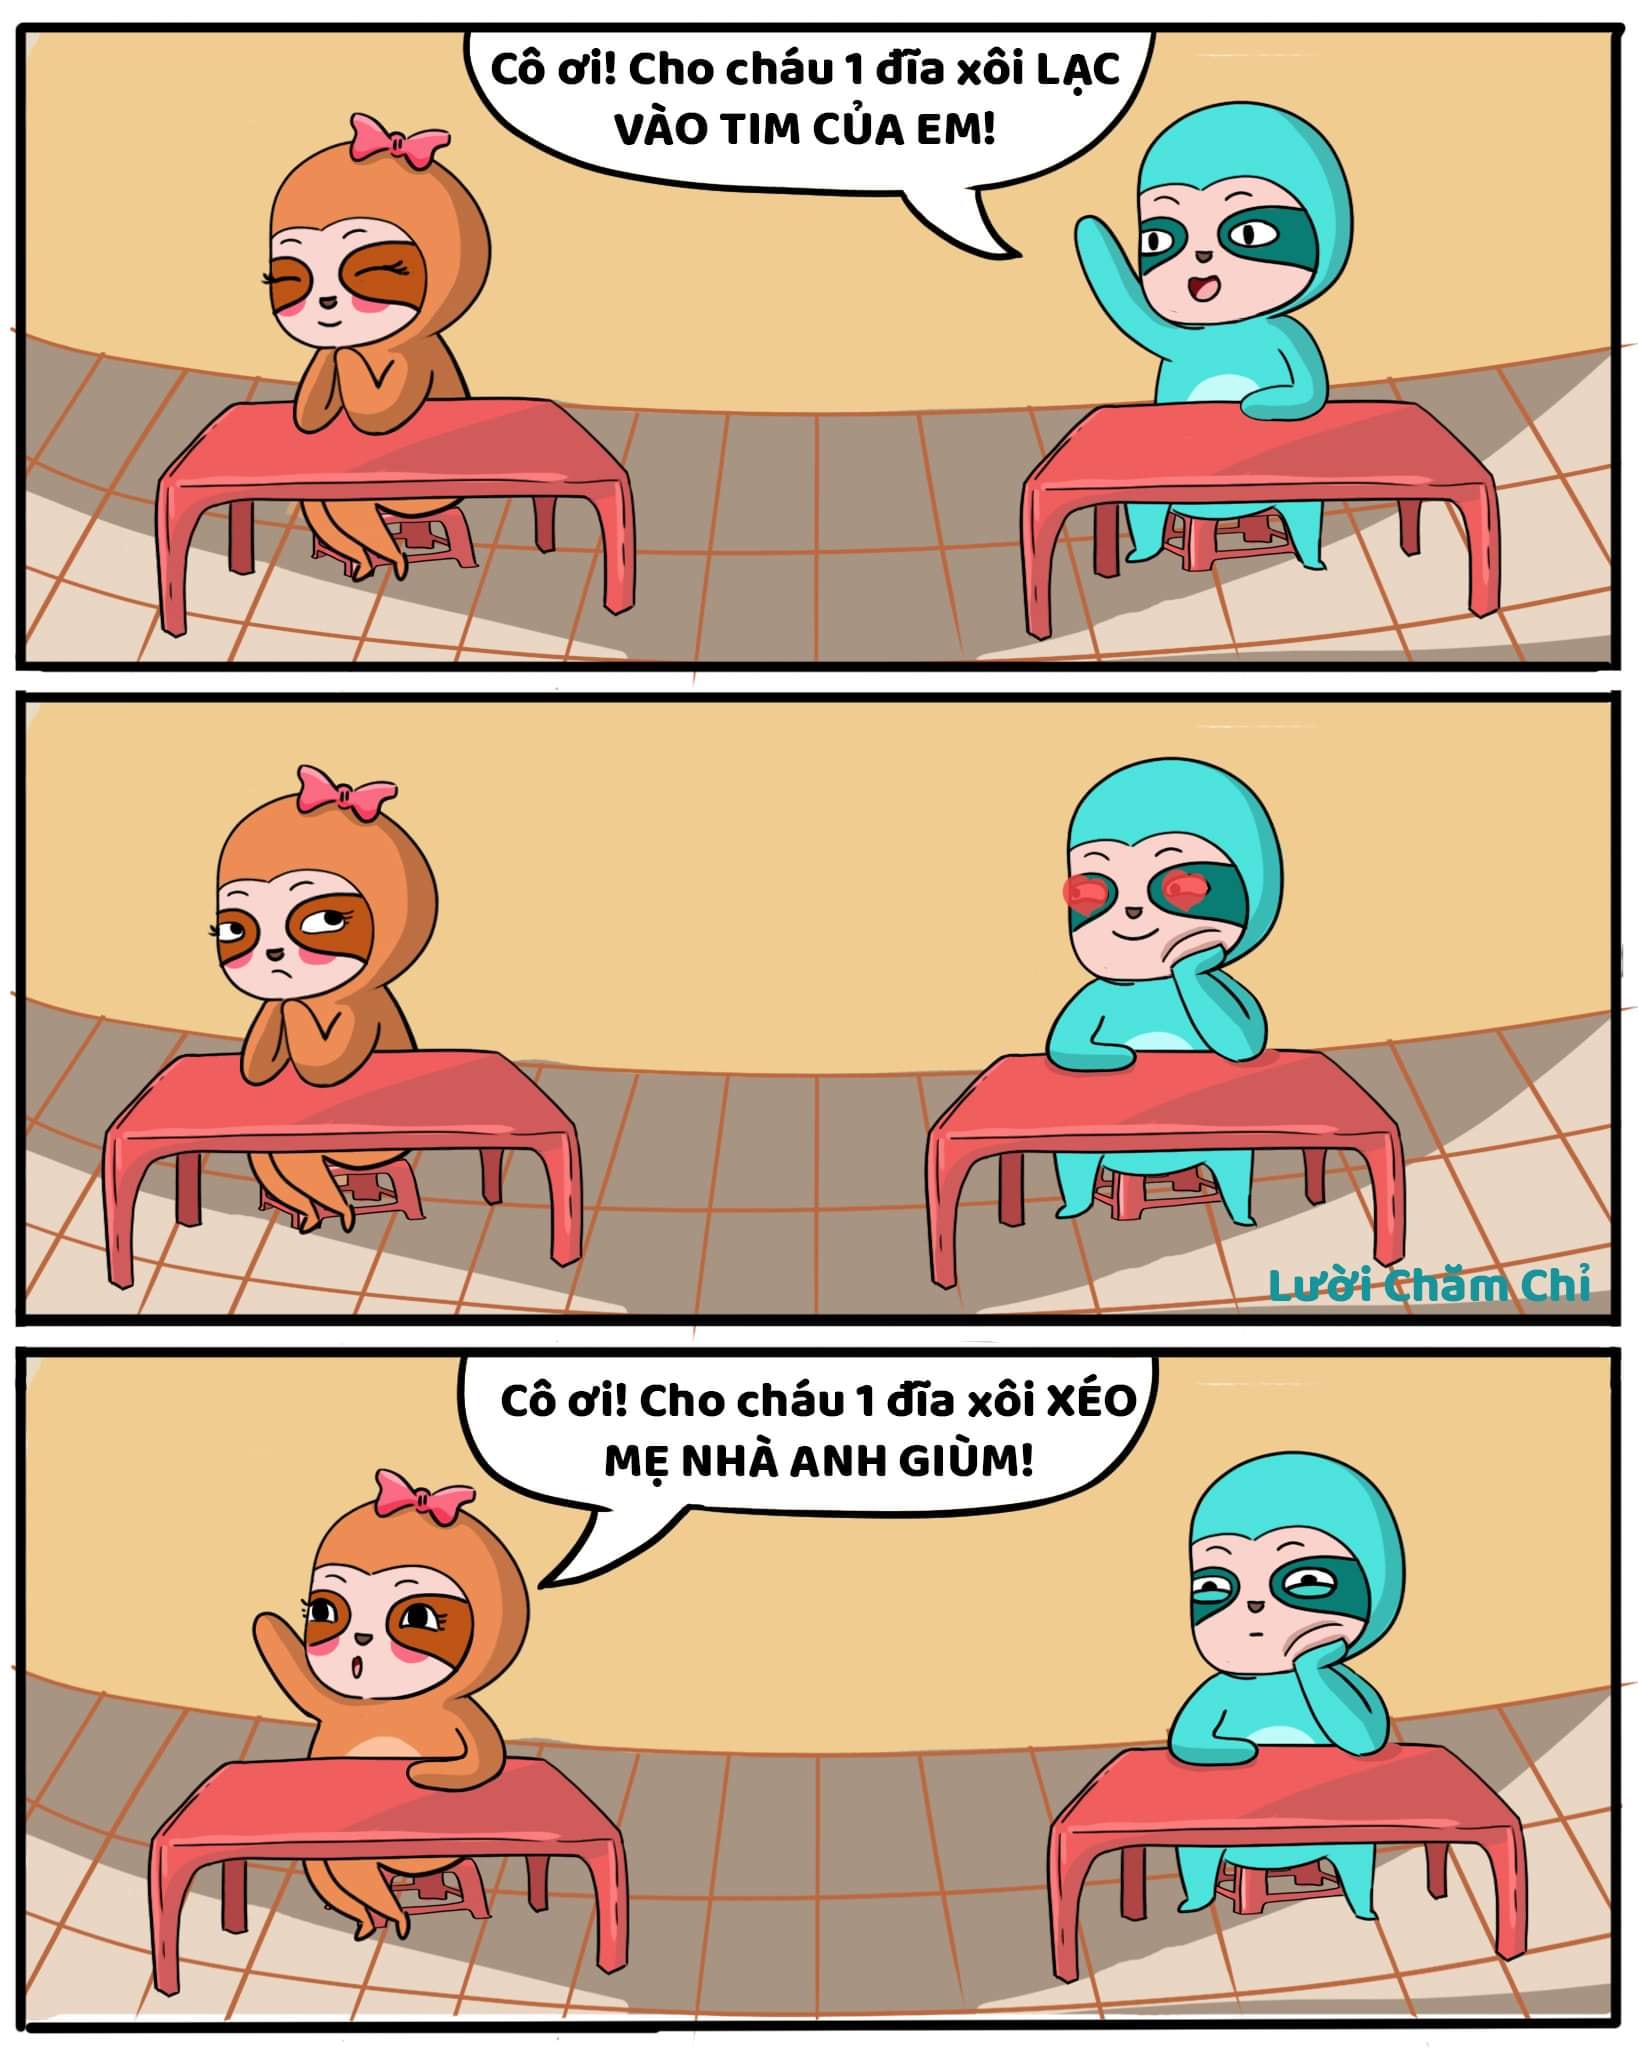 Cô ơi! Cho cháu 1 đĩa xôi LẠC
VÀO TIM CỦA EM!
Lười Chăm Chỉ
Cô ơi! Cho cháu 1 đĩa xôi XÉO
MẸ NHÀ ANH GIÙM!